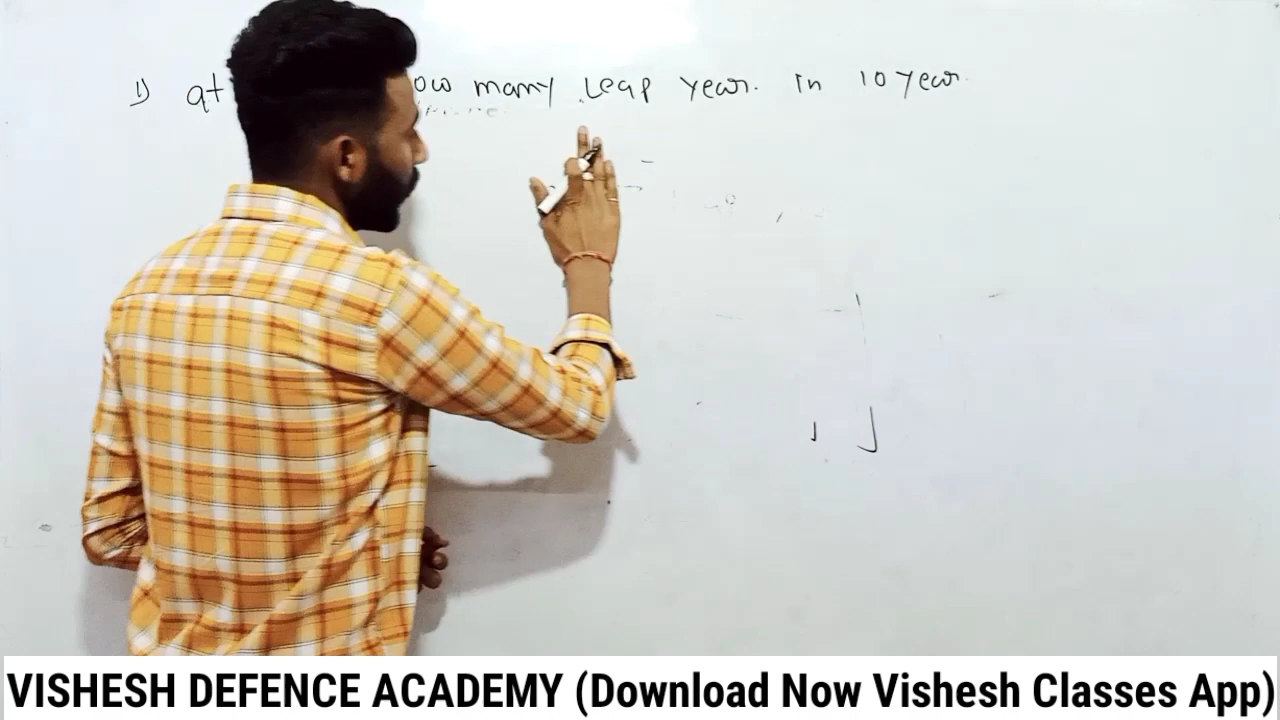 1) at ow many Leap year. in 10 year.
VISHESH DEFENCE ACADEMY (Download Now Vishesh Classes App)